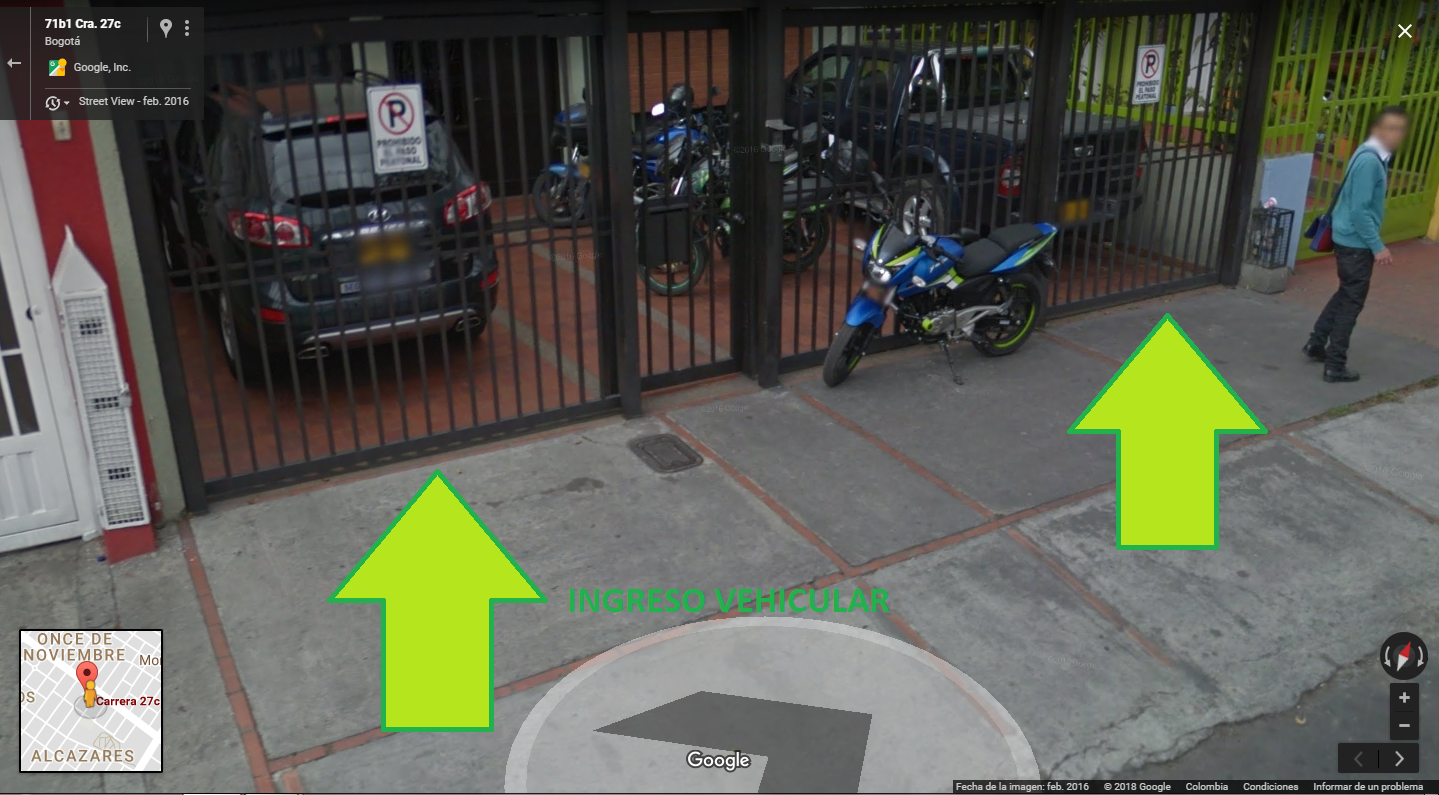 71b1 Cra. 27c
Bogotá
Google, Inc.
Street View - feb. 2016
PROHIBIDO
EL PASO
PEATONAL
PROHIBIDO
EL PASO
PEATONAL
INGRESO VEHICULAR
ONCE DE
NOVIEMBRE
Mo
OS
Carrera 27c
ALCAZARES
Google
Fecha de la imagen: feb. 2016 © 2018 Google Colombia Condiciones Informar de un problema